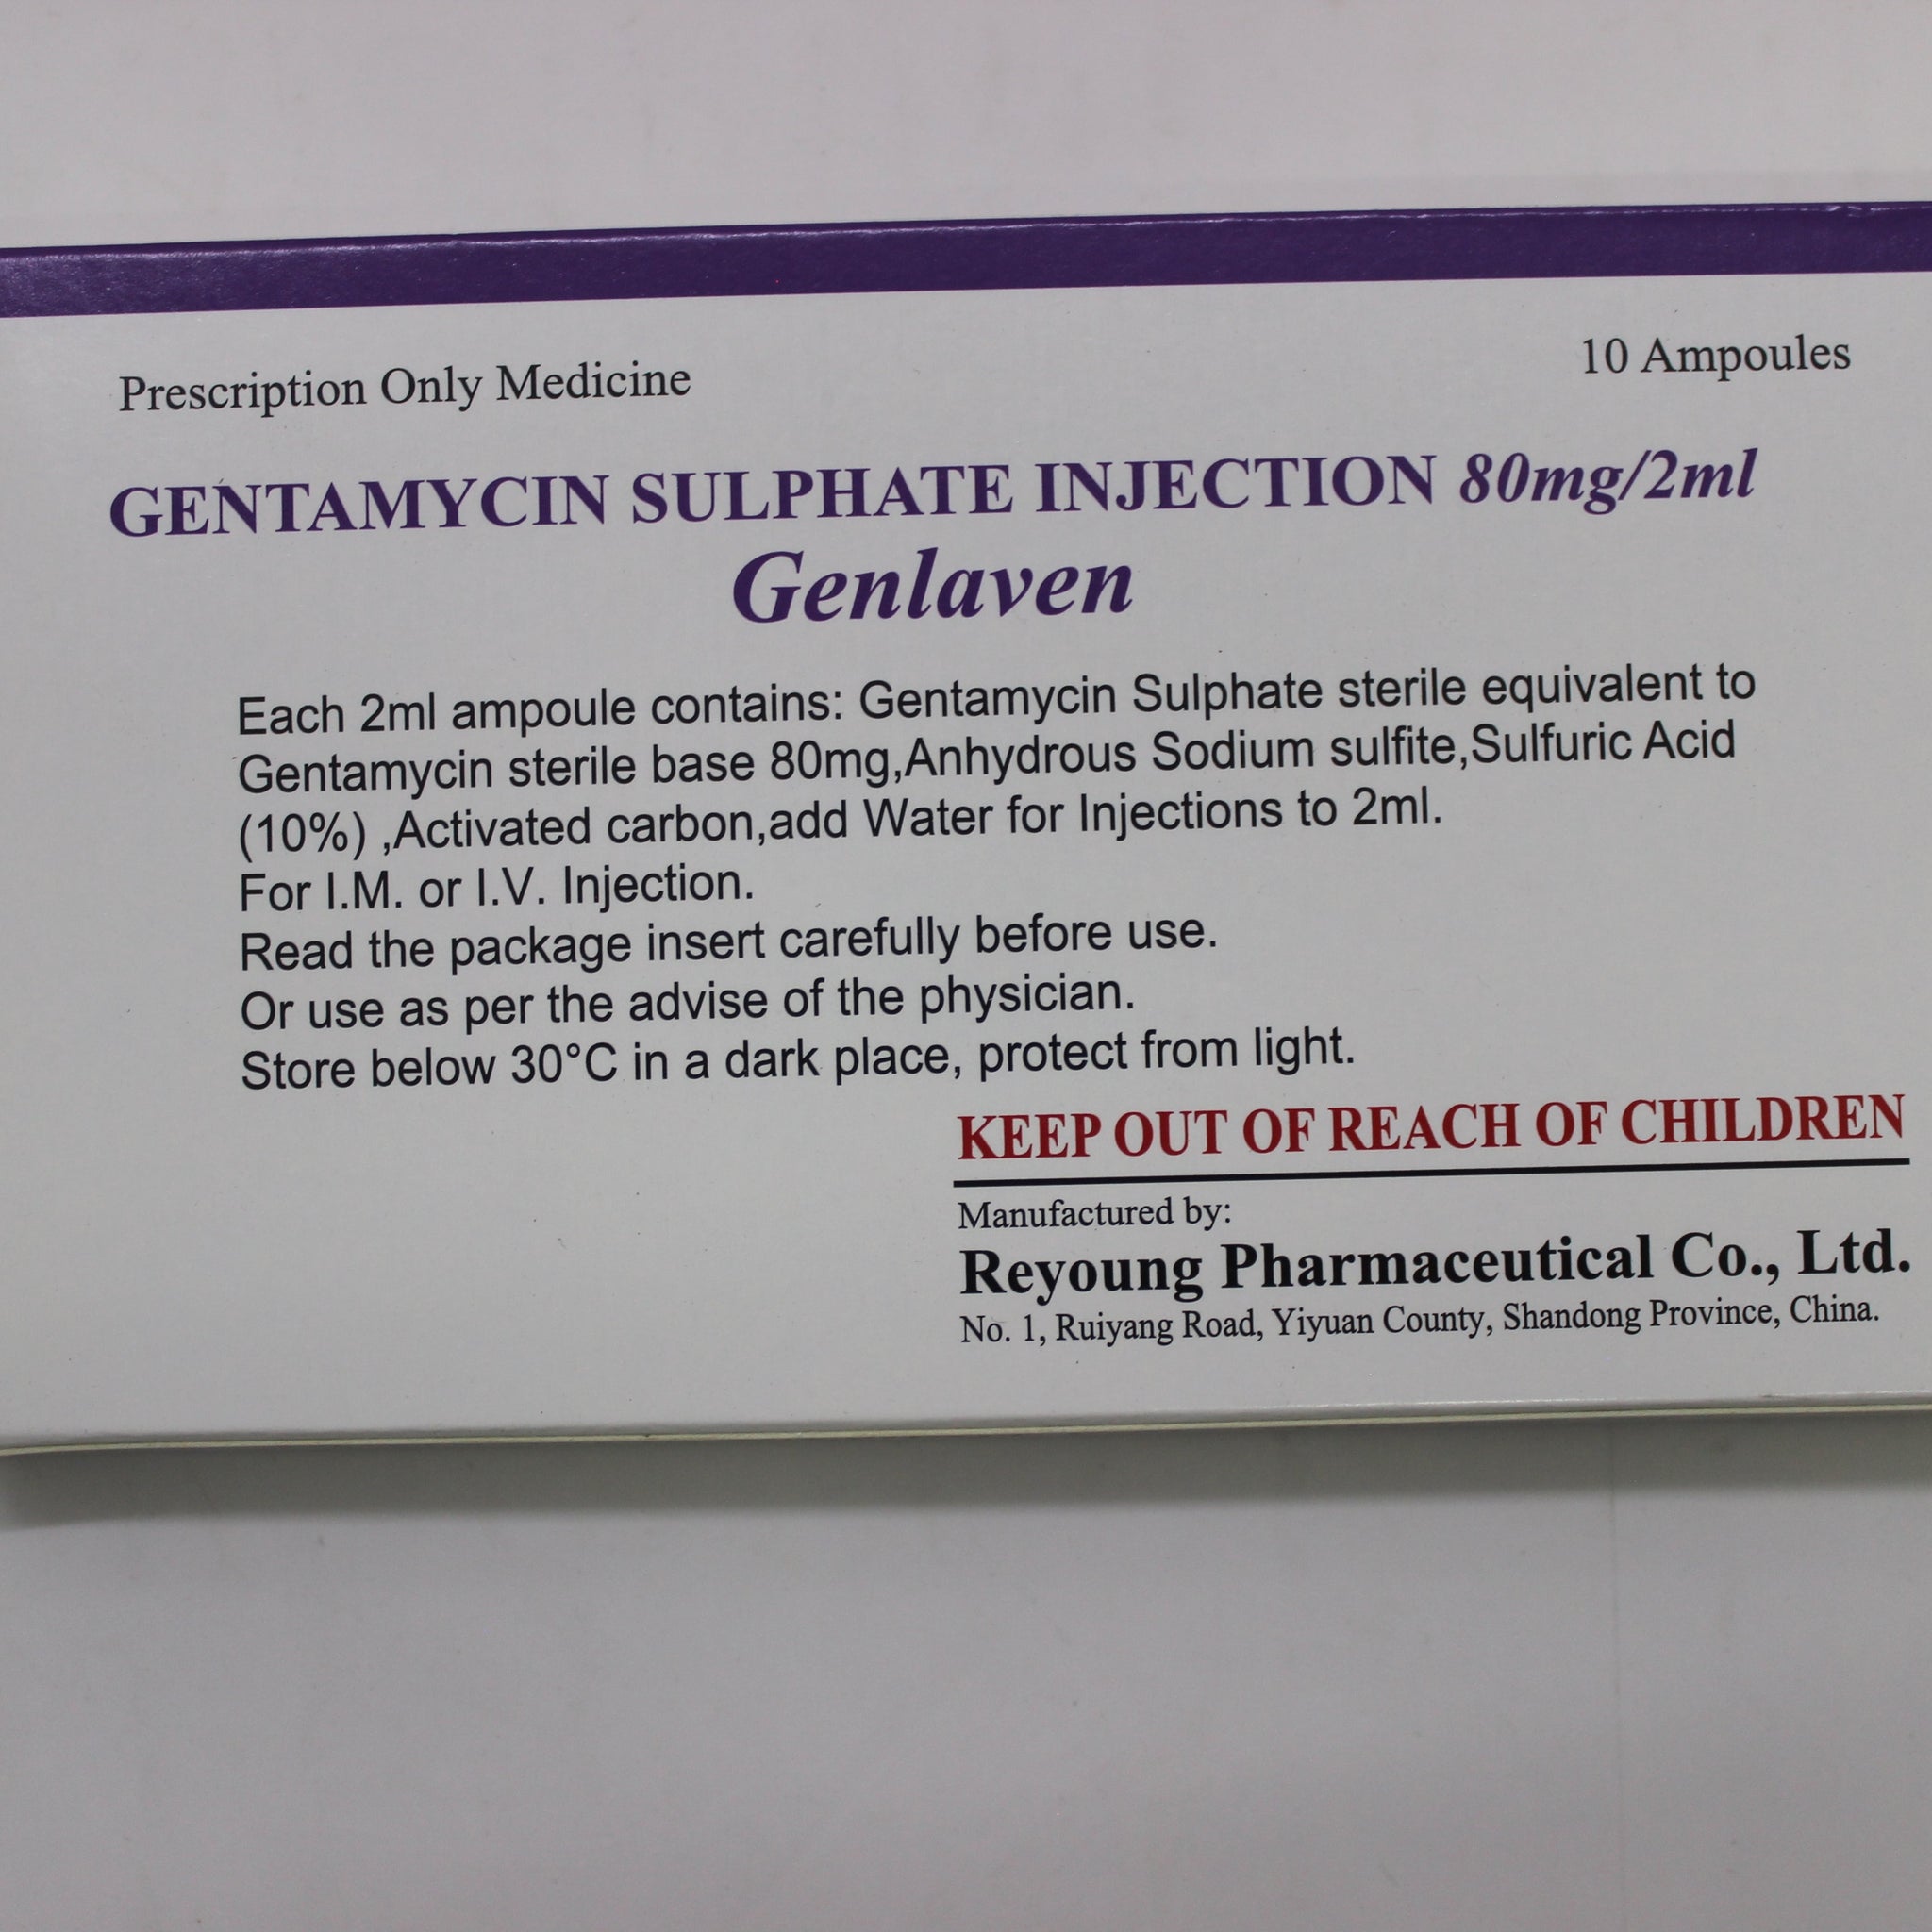 Prescription Only Medicine
10 Ampoules
GENTAMYCIN SULPHATE INJECTION 80mg/2ml
Genlaven
Each 2ml ampoule contains: Gentamycin Sulphate sterile equivalent to
Gentamycin sterile base 80mg,Anhydrous Sodium sulfite,Sulfuric Acid
(10%) ,Activated carbon,add Water for Injections to 2ml.
For I.M. or I.V. Injection.
Read the package insert carefully before use.
Or use as per the advise of the physician.
Store below 30°C in a dark place, protect from light.
KEEP OUT OF REACH OF CHILDREN
Manufactured by:
Reyoung Pharmaceutical Co., Ltd.
No. 1, Ruiyang Road, Yiyuan County, Shandong Province, China.